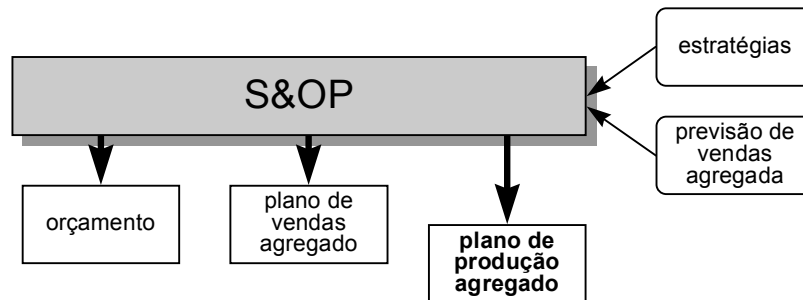 estratégias
S&OP
previsão de
vendas
agregada
orçamento
plano de
vendas
agregado
plano de
produção
agregado